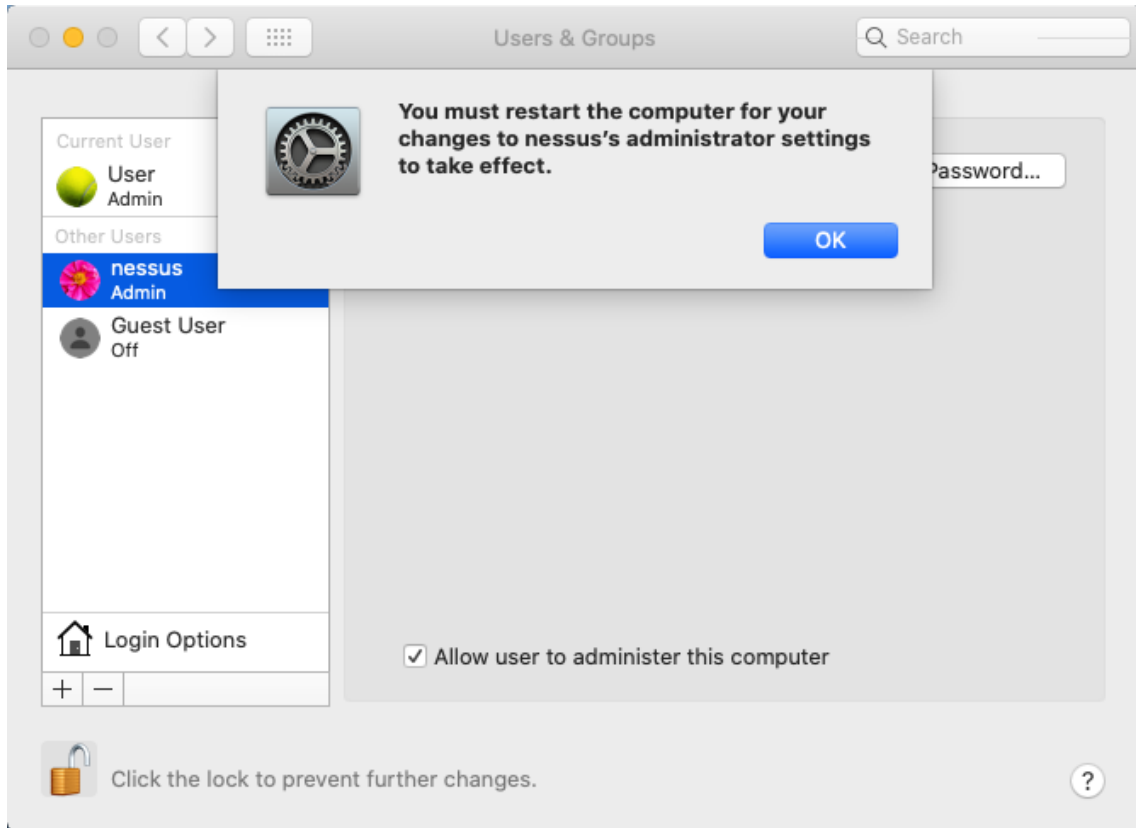 Users & Groups
Search
You must restart the computer for your
changes to nessus’s administrator settings
to take effect.
OK
Current User
User
Admin
Other Users
nessus
Admin
Guest User
Off
Password...
Login Options
+ −
Allow user to administer this computer
Click the lock to prevent further changes.
?